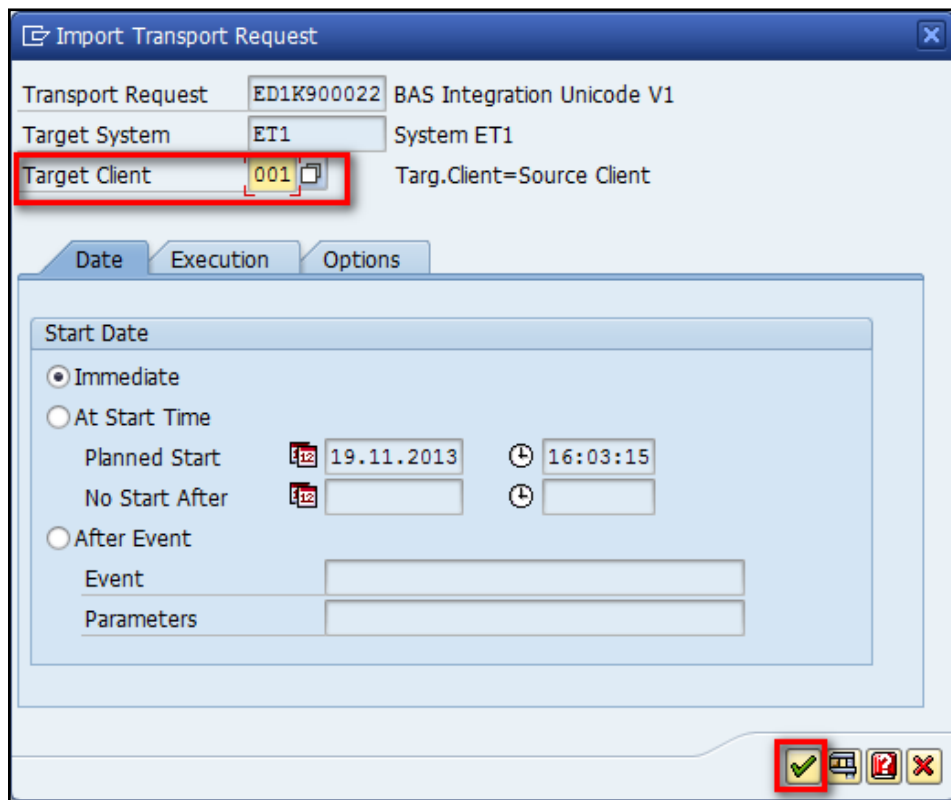 Import Transport Request
Transport Request ED1K900022 BAS Integration Unicode V1
Target System ET1 System ET1
Target Client 001 Targ.Client=Source Client
Date Execution Options
Start Date
Immediate
At Start Time
Planned Start 19.11.2013 16:03:15
No Start After
After Event
Event
Parameters